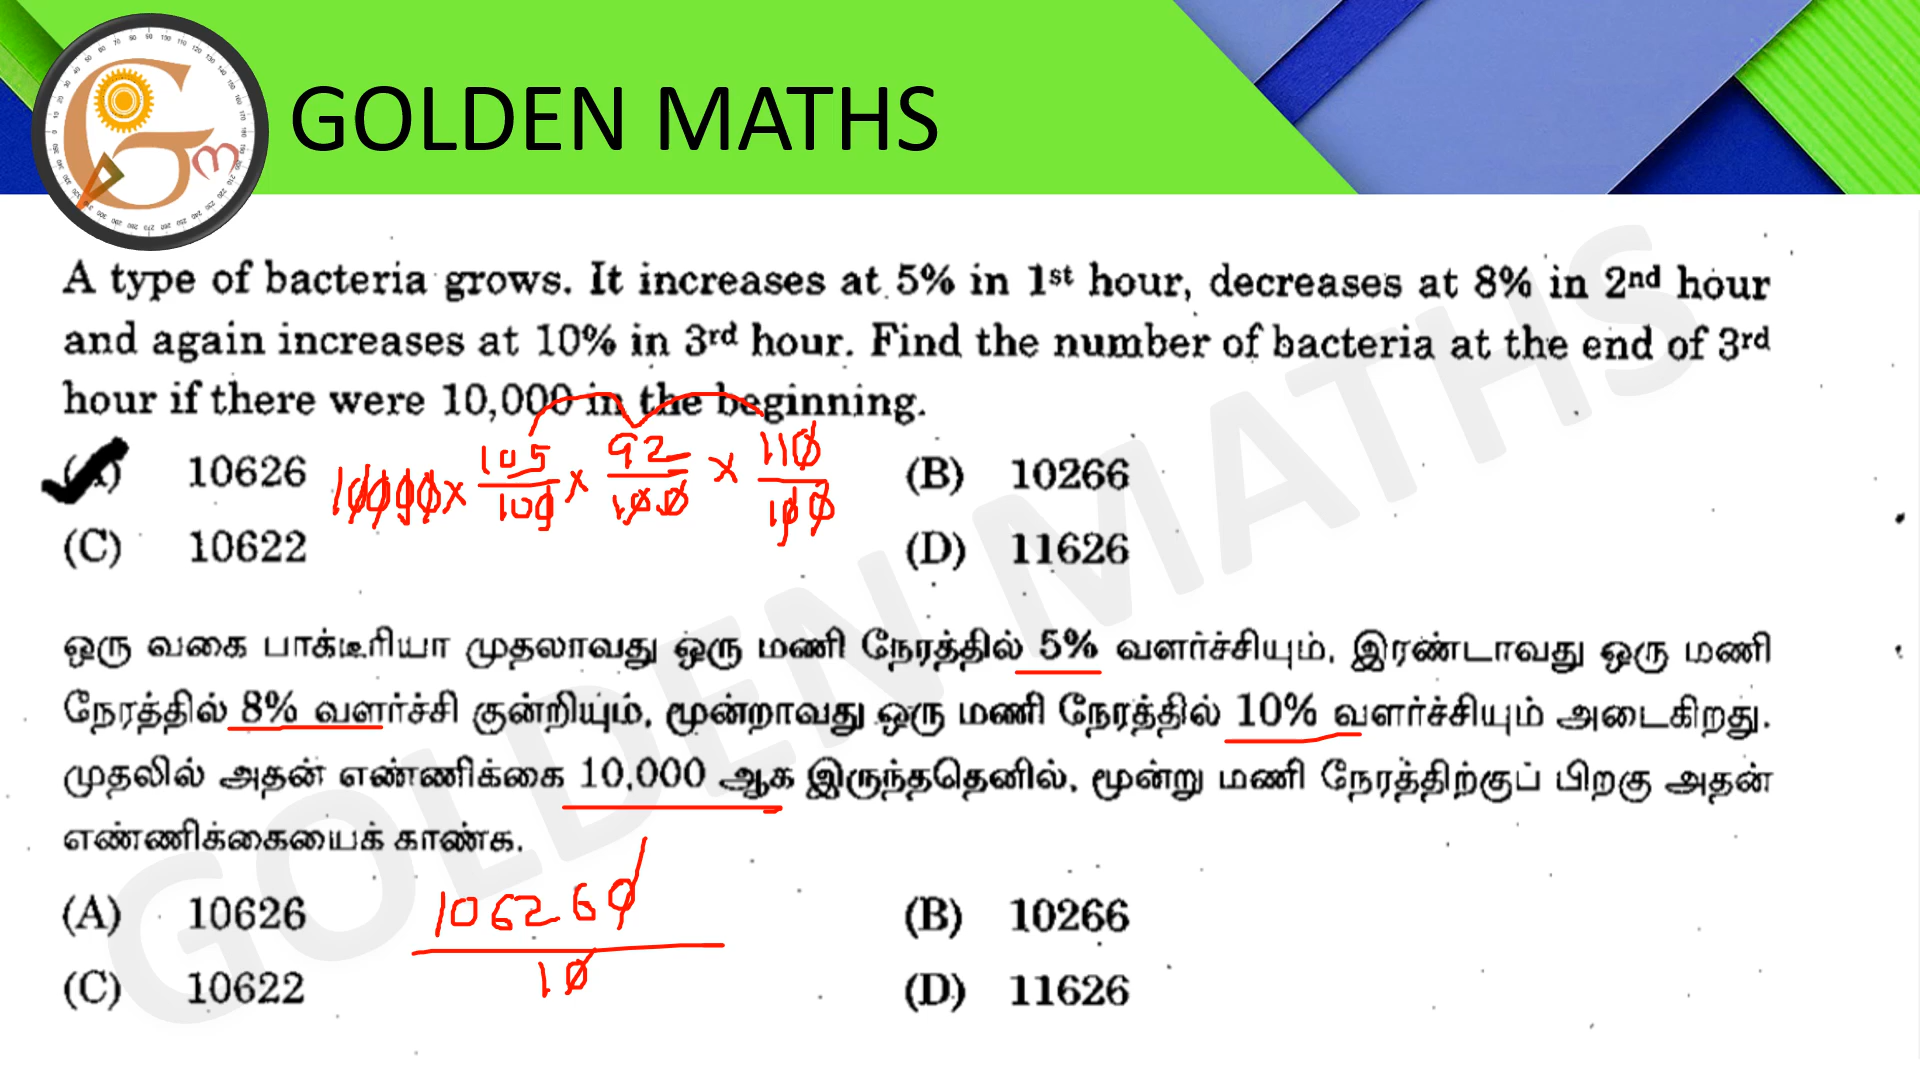 GOLDEN MATHS
A type of bacteria grows. It increases at 5% in 1st hour, decreases at 8% in 2nd hour
and again increases at 10% in 3rd hour. Find the number of bacteria at the end of 3rd
hour if there were 10,000 in the beginning.
(A) 10626 10000 × 105/100 × 92/100 × 110/100 (B) 10266
(C) 10622 (D) 11626
ஒரு வகை பாக்டீரியா முதலாவது ஒரு மணி நேரத்தில் 5% வளர்ச்சியும், இரண்டாவது ஒரு மணி
நேரத்தில் 8% வளர்ச்சி குன்றியும், மூன்றாவது ஒரு மணி நேரத்தில் 10% வளர்ச்சியும் அடைகிறது.
முதலில் அதன் எண்ணிக்கை 10,000 ஆக இருந்ததெனில், மூன்று மணி நேரத்திற்குப் பிறகு அதன்
எண்ணிக்கையைக் காண்க.
(A) 10626 106260/10 (B) 10266
(C) 10622 (D) 11626
GOLDEN MATHS